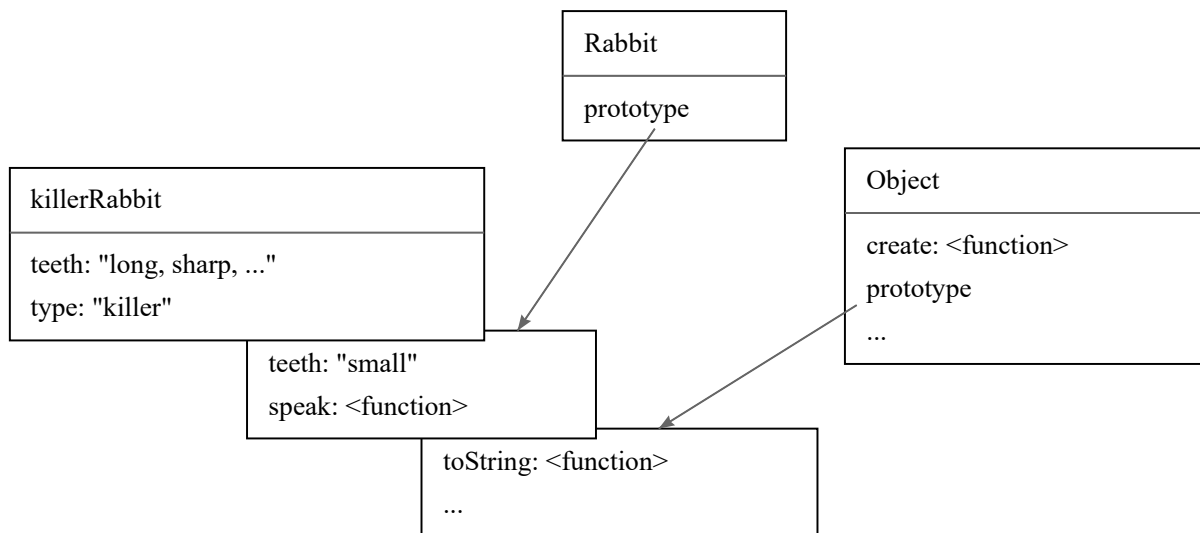 Rabbit
prototype
killerRabbit
teeth: "long, sharp, ..."
type: "killer"
Object
create: <function>
prototype
...
teeth: "small"
speak: <function>
toString: <function>
...